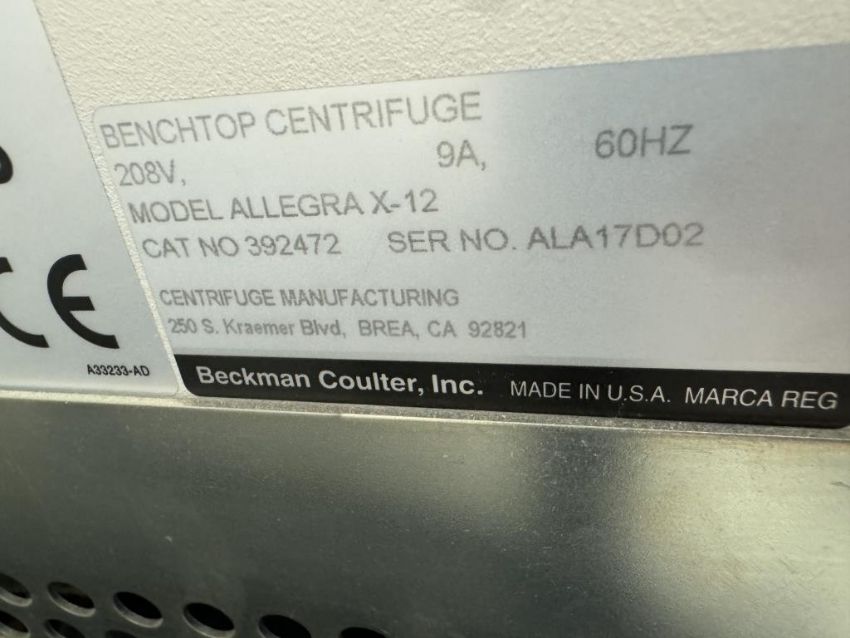 BENCHTOP CENTRIFUGE
208V, 9A, 60HZ
MODEL ALLEGRA X-12
CAT NO 392472 SER NO. ALA17D02
CENTRIFUGE MANUFACTURING
250 S. Kraemer Blvd, BREA, CA 92821
Beckman Coulter, Inc. MADE IN U.S.A. MARCA REG
CE
A33233-AD